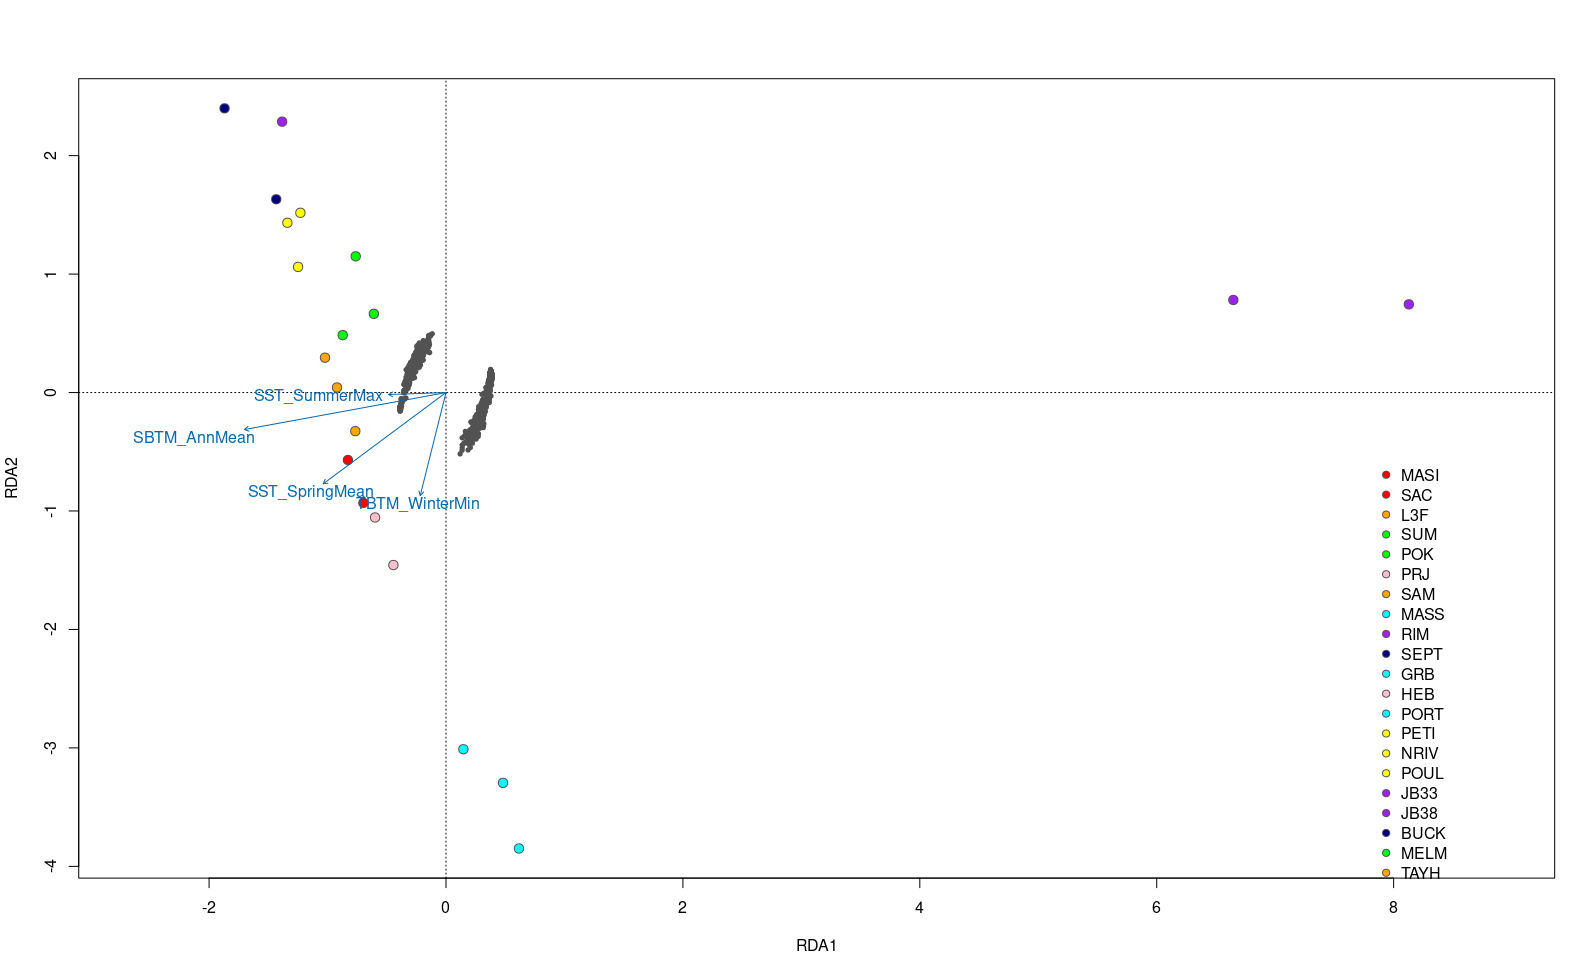 2
1
0
-1
-2
-3
-4
RDA2
SST_SummerMax
SBTM_AnnMean
SST_SpringMean
BTM_WinterMin
MASI
SAC
L3F
SUM
POK
PRJ
SAM
MASS
RIM
SEPT
GRB
HEB
PORT
PETI
NRIV
POUL
JB33
JB38
BUCK
MELM
TAYH
-2 0 2 4 6 8
RDA1